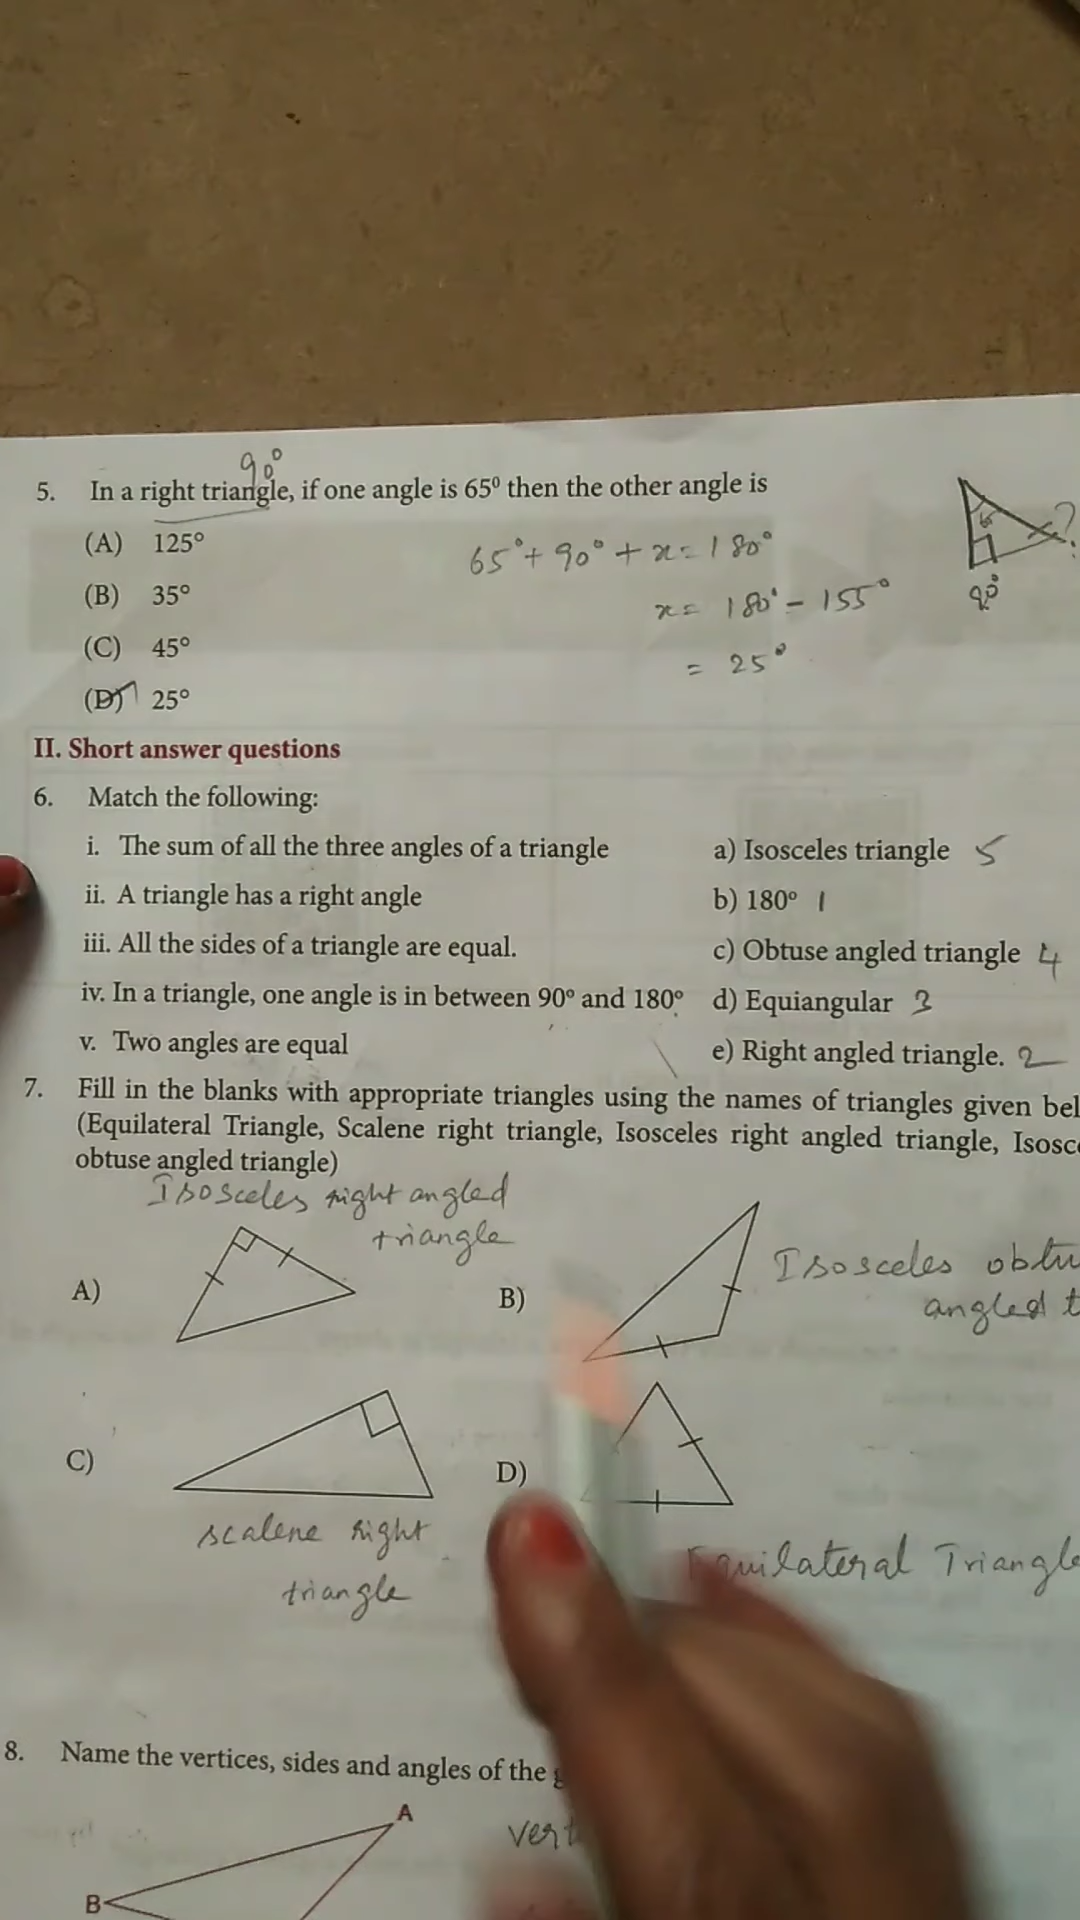 90°
5. In a right triangle, if one angle is 65⁰ then the other angle is
(A) 125°
65° + 90° + x = 180°
90°
(B) 35°
x = 180° - 155°
(C) 45°
= 25°
(D) 25°
II. Short answer questions
6. Match the following:
i. The sum of all the three angles of a triangle a) Isosceles triangle 5
ii. A triangle has a right angle b) 180° 1
iii. All the sides of a triangle are equal. c) Obtuse angled triangle 4
iv. In a triangle, one angle is in between 90° and 180° d) Equiangular 3
v. Two angles are equal e) Right angled triangle. 2
7. Fill in the blanks with appropriate triangles using the names of triangles given bel
(Equilateral Triangle, Scalene right triangle, Isosceles right angled triangle, Isosc
obtuse angled triangle)
Isosceles right angled
triangle
A)
B)
Isosceles obtu
angled t
C)
D)
scalene right
triangle
Equilateral Triangle
8. Name the vertices, sides and angles of the
A
vert
B